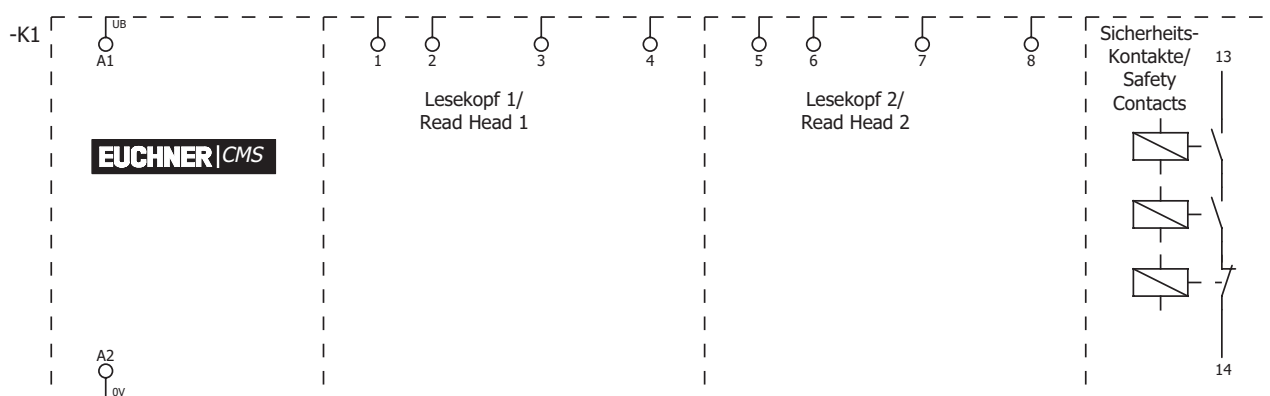 -K1
UB
A1
1 2 3 4
5 6 7 8
Lesekopf 1/
Read Head 1
Lesekopf 2/
Read Head 2
Sicherheits-
Kontakte/
Safety
Contacts
13
EUCHNER|CMS
A2
0V
14